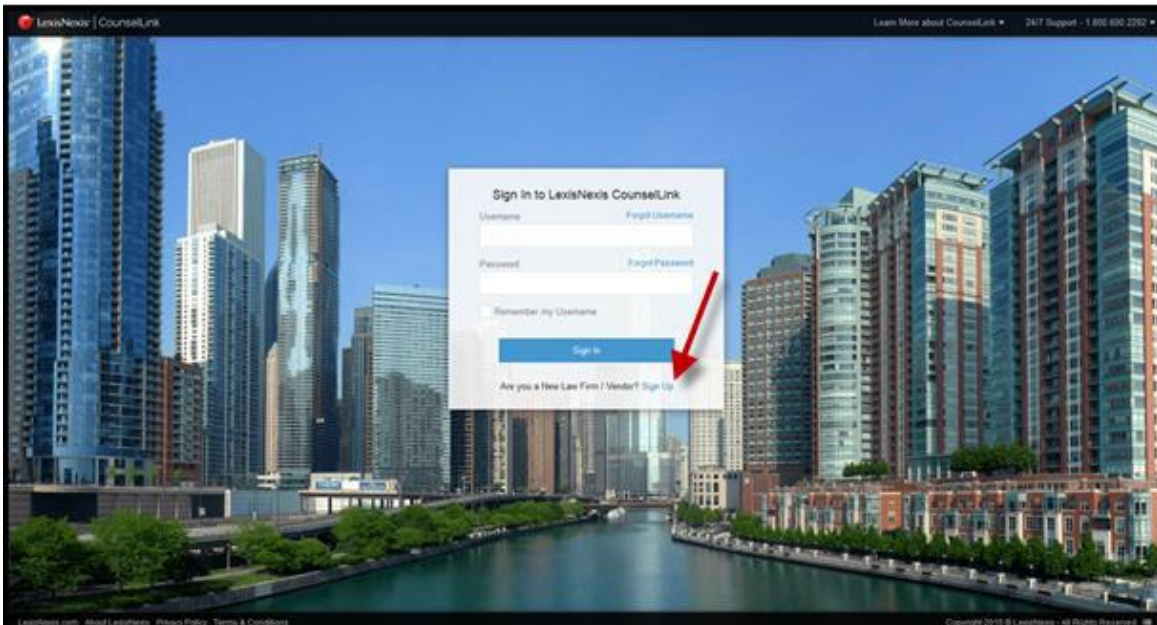 LexisNexis | CounselLink
Learn More about CounselLink
24/7 Support - 1.800.600.2282
Sign In to LexisNexis CounselLink
Username
Forgot Username
Password
Forgot Password
Remember my Username
Sign In
Are you a New Law Firm / Vendor? Sign Up
LexisNexis.com About LexisNexis Privacy Policy Terms & Conditions
Copyright 2015 © LexisNexis - All Rights Reserved